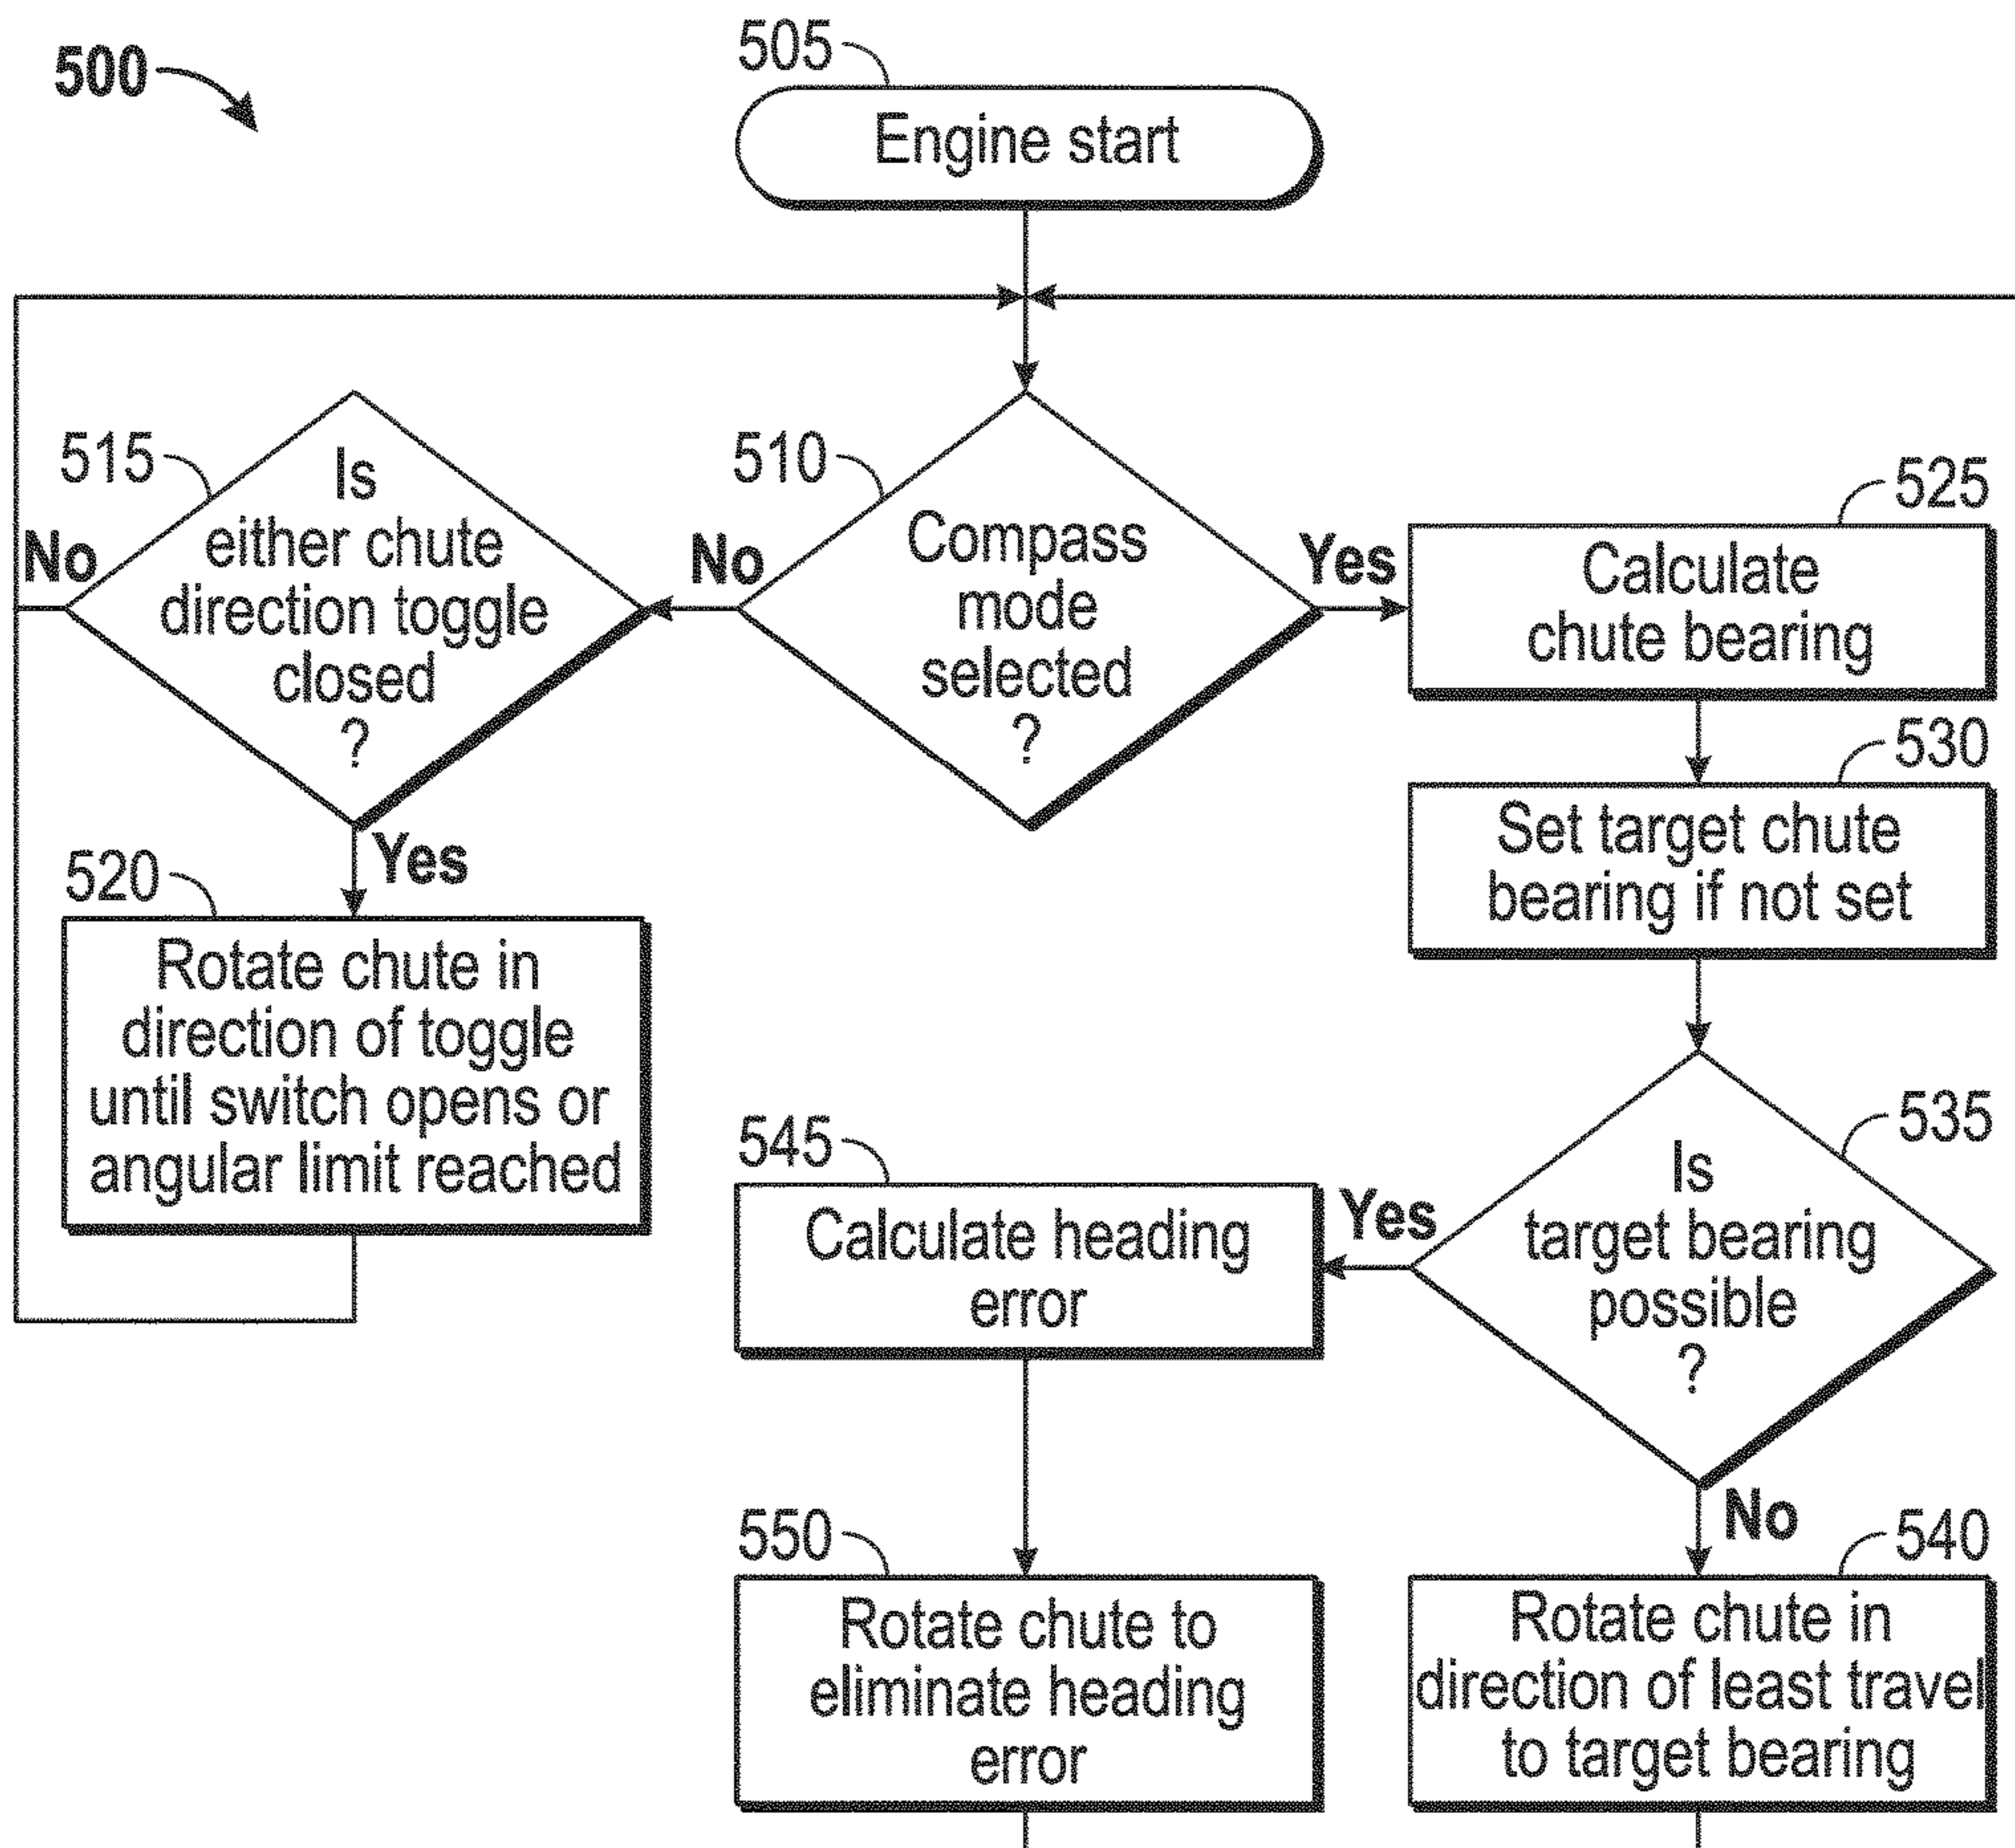 500
505
Engine start
515
Is
either chute
direction toggle
closed
?
No
Yes
510
Compass
mode
selected
?
No
Yes
525
Calculate
chute bearing
530
Set target chute
bearing if not set
520
Rotate chute in
direction of toggle
until switch opens or
angular limit reached
535
Is
target bearing
possible
?
Yes
No
545
Calculate heading
error
550
Rotate chute to
eliminate heading
error
540
Rotate chute in
direction of least travel
to target bearing